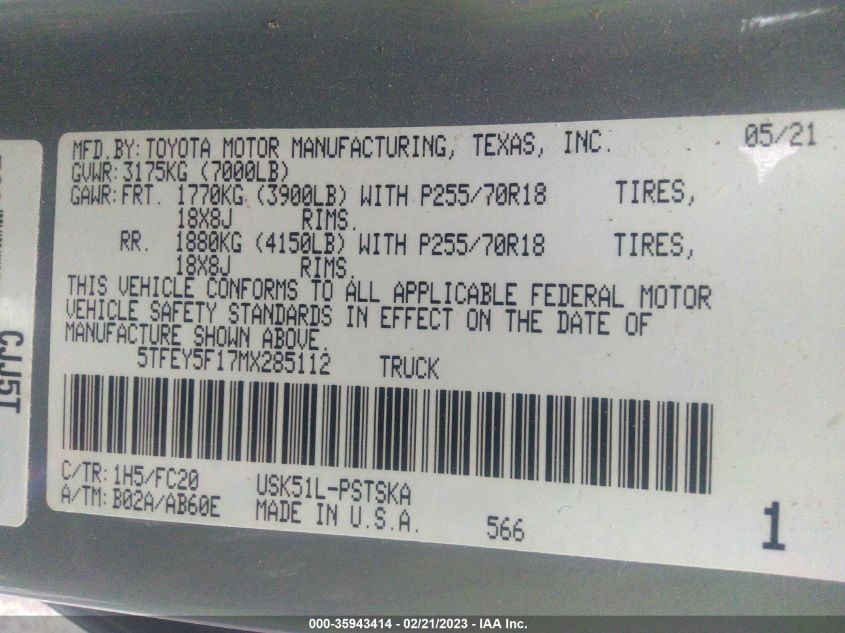 MFD.BY:TOYOTA MOTOR MANUFACTURING, TEXAS, INC. 05/21
GVWR:3175KG (7000LB)
GAWR:FRT. 1770KG (3900LB) WITH P255/70R18 TIRES,
18X8J RIMS.
RR. 1880KG (4150LB) WITH P255/70R18 TIRES,
18X8J RIMS.
THIS VEHICLE CONFORMS TO ALL APPLICABLE FEDERAL MOTOR
VEHICLE SAFETY STANDARDS IN EFFECT ON THE DATE OF
MANUFACTURE SHOWN ABOVE.
5TFEY5F17MX285112 TRUCK
C/TR:1H5/FC20 USK51L-PSTSKA
A/TM:B02A/AB60E MADE IN U.S.A. 566 1
CJJ5T
000-35943414 - 02/21/2023 - IAA Inc.